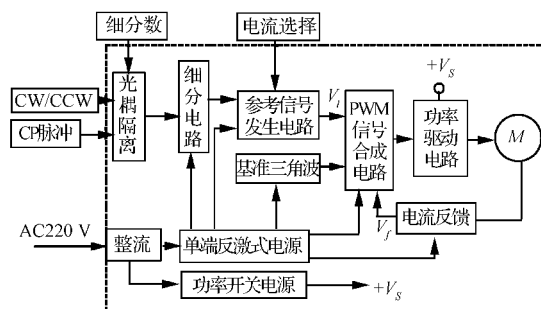 细分数
电流选择
+V_S
CW/CCW
CP脉冲
光耦隔离
细分电路
参考信号
发生电路
V_i
PWM
信号
合成
电路
功率
驱动
电路
M
基准三角波
AC220 V
整流
单端反激式电源
V_f
电流反馈
功率开关电源
+V_S